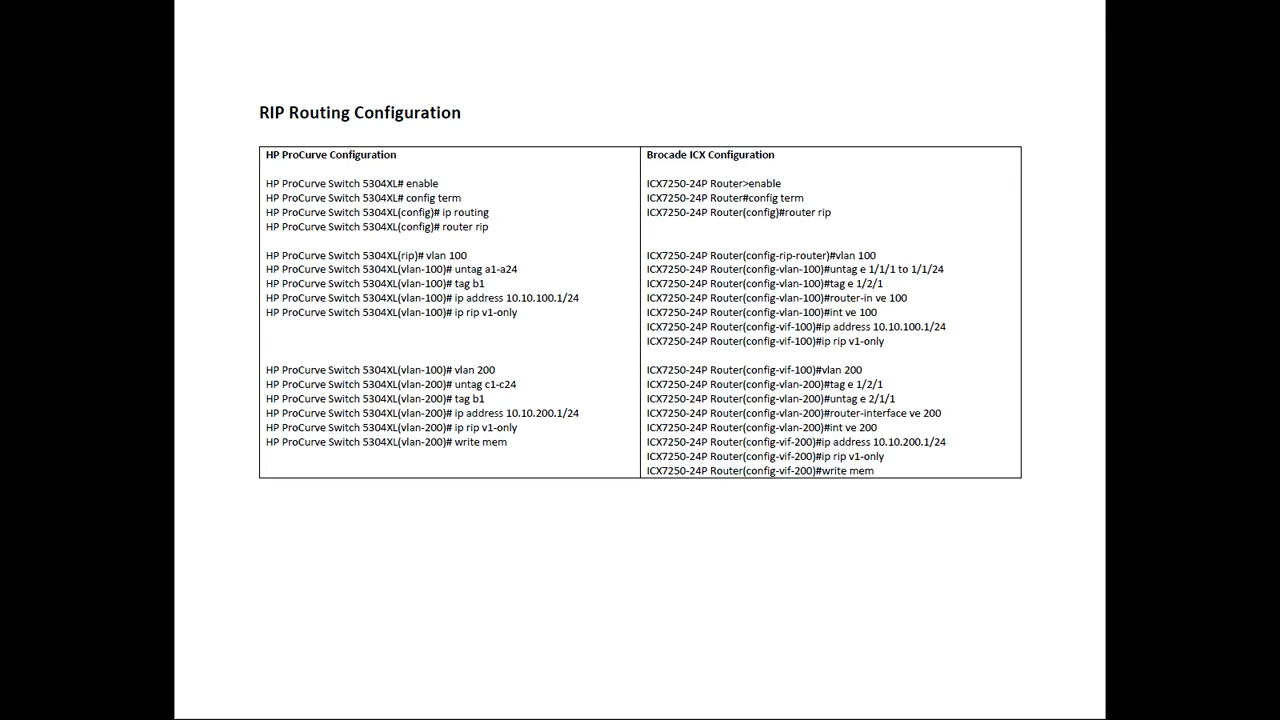 RIP Routing Configuration
HP ProCurve Configuration
HP ProCurve Switch 5304XL# enable
HP ProCurve Switch 5304XL# config term
HP ProCurve Switch 5304XL(config)# ip routing
HP ProCurve Switch 5304XL(config)# router rip
HP ProCurve Switch 5304XL(rip)# vlan 100
HP ProCurve Switch 5304XL(vlan-100)# untag a1-a24
HP ProCurve Switch 5304XL(vlan-100)# tag b1
HP ProCurve Switch 5304XL(vlan-100)# ip address 10.10.100.1/24
HP ProCurve Switch 5304XL(vlan-100)# ip rip v1-only
HP ProCurve Switch 5304XL(vlan-100)# vlan 200
HP ProCurve Switch 5304XL(vlan-200)# untag c1-c24
HP ProCurve Switch 5304XL(vlan-200)# tag b1
HP ProCurve Switch 5304XL(vlan-200)# ip address 10.10.200.1/24
HP ProCurve Switch 5304XL(vlan-200)# ip rip v1-only
HP ProCurve Switch 5304XL(vlan-200)# write mem
Brocade ICX Configuration
ICX7250-24P Router>enable
ICX7250-24P Router#config term
ICX7250-24P Router(config)#router rip
ICX7250-24P Router(config-rip-router)#vlan 100
ICX7250-24P Router(config-vlan-100)#untag e 1/1/1 to 1/1/24
ICX7250-24P Router(config-vlan-100)#tag e 1/2/1
ICX7250-24P Router(config-vlan-100)#router-in ve 100
ICX7250-24P Router(config-vlan-100)#int ve 100
ICX7250-24P Router(config-vif-100)#ip address 10.10.100.1/24
ICX7250-24P Router(config-vif-100)#ip rip v1-only
ICX7250-24P Router(config-vif-100)#vlan 200
ICX7250-24P Router(config-vlan-200)#tag e 1/2/1
ICX7250-24P Router(config-vlan-200)#untag e 2/1/1
ICX7250-24P Router(config-vlan-200)#router-interface ve 200
ICX7250-24P Router(config-vlan-200)#int ve 200
ICX7250-24P Router(config-vif-200)#ip address 10.10.200.1/24
ICX7250-24P Router(config-vif-200)#ip rip v1-only
ICX7250-24P Router(config-vif-200)#write mem